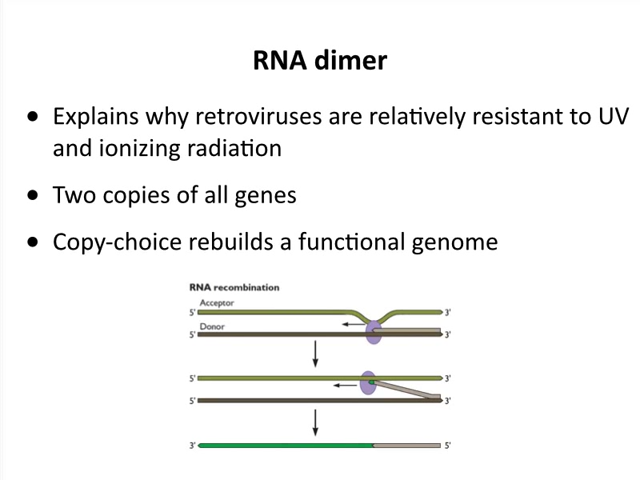 RNA dimer
● Explains why retroviruses are relatively resistant to UV
and ionizing radiation
● Two copies of all genes
● Copy-choice rebuilds a functional genome
RNA recombination
Acceptor
5' 3'
Donor
5' 3'
5' 3'
5' 3'
3' 5'